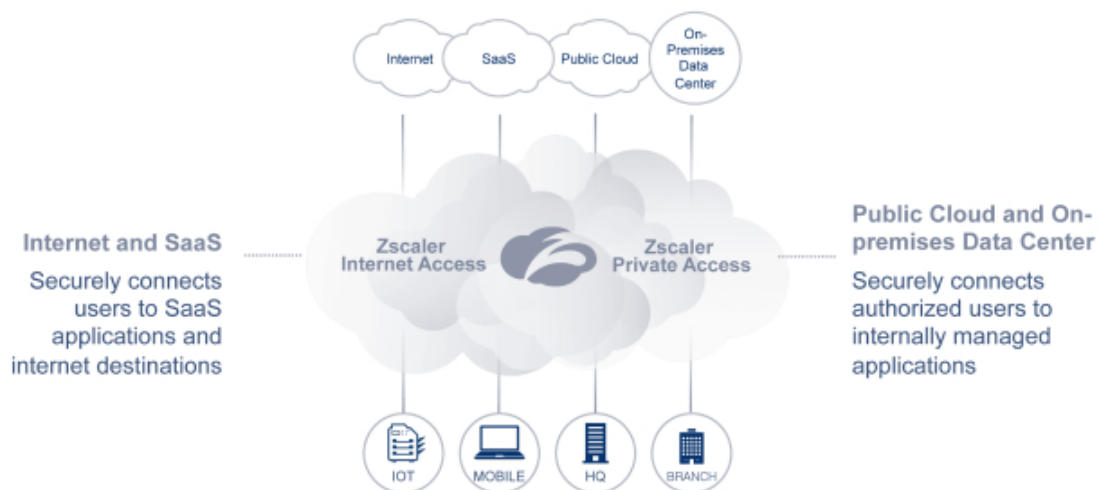 Internet
SaaS
Public Cloud
On-
Premises
Data
Center
Internet and SaaS
Securely connects
users to SaaS
applications and
internet destinations
Zscaler
Internet Access
Zscaler
Private Access
Public Cloud and On-
premises Data Center
Securely connects
authorized users to
internally managed
applications
IOT
MOBILE
HQ
BRANCH